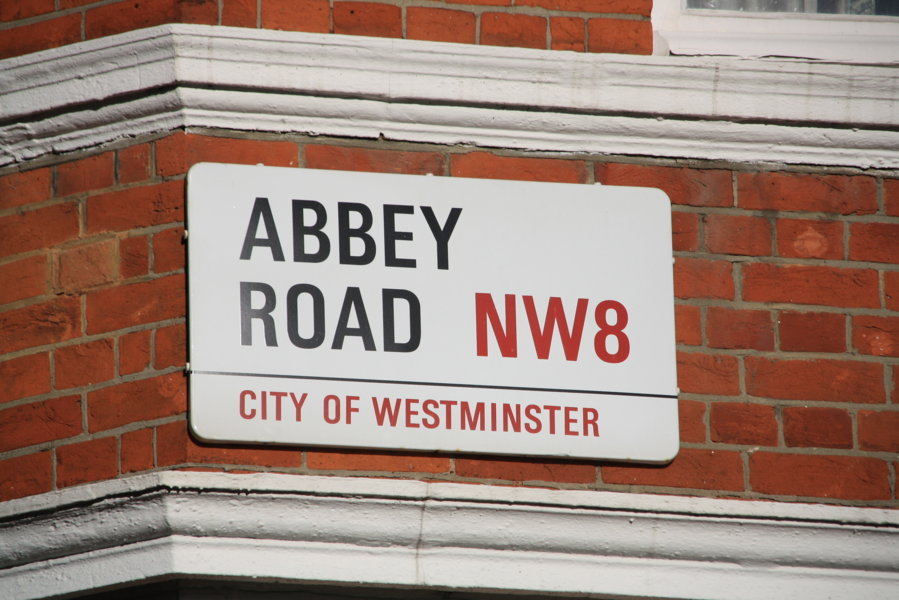 ABBEY
ROAD NW8
CITY OF WESTMINSTER